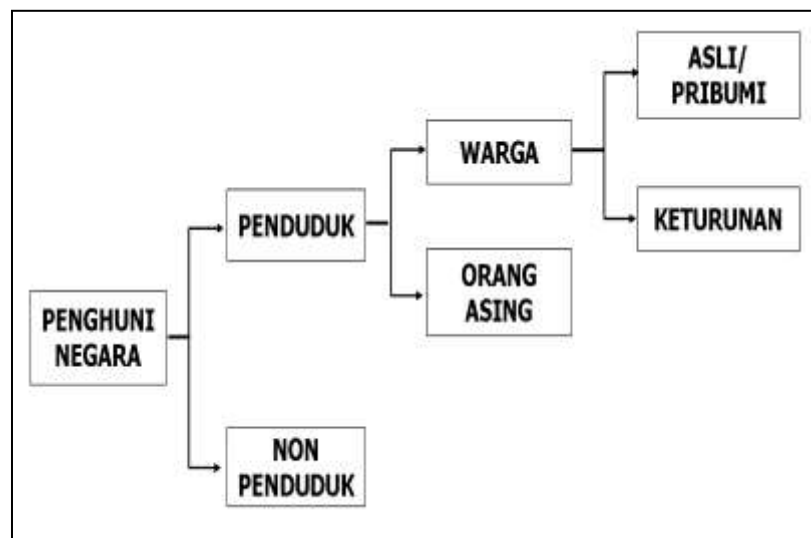 PENGHUNI
NEGARA
PENDUDUK
NON
PENDUDUK
WARGA
ORANG
ASING
ASLI/
PRIBUMI
KETURUNAN